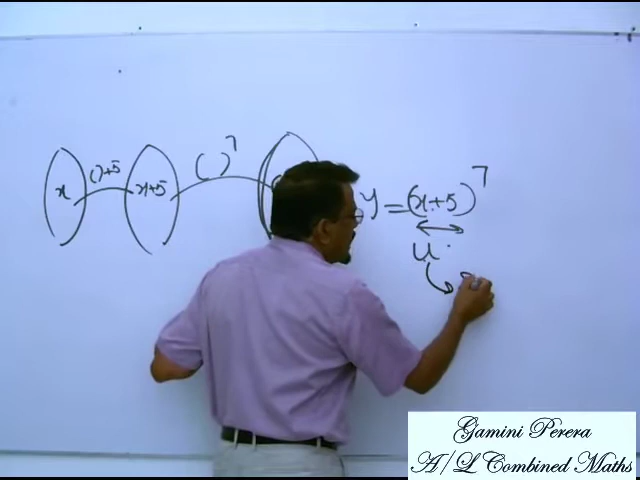 x ( )+5 x+5 ( )⁷ y = (x+5)⁷
u
Gamini Perera
A/L Combined Maths